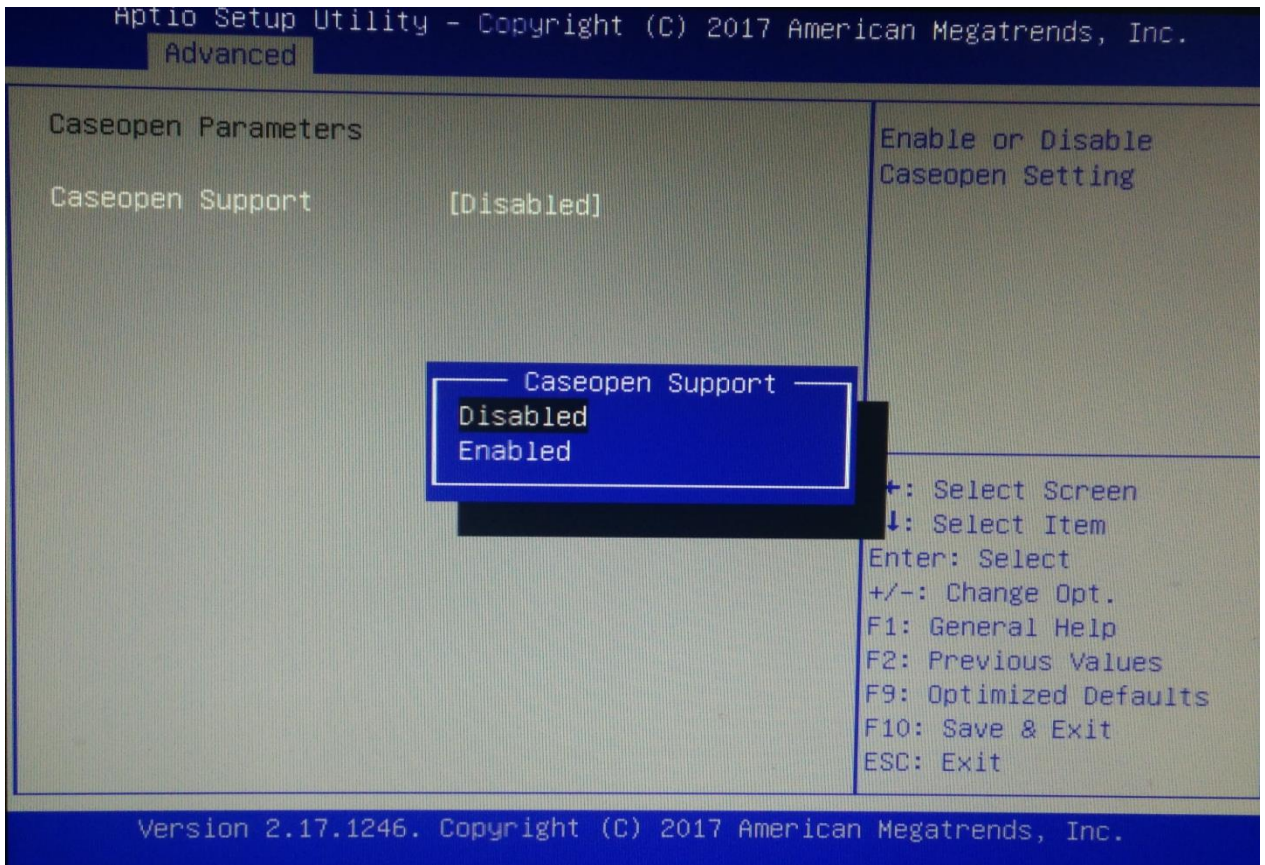 Aptio Setup Utility – Copyright (C) 2017 American Megatrends, Inc.
Advanced
Caseopen Parameters
Caseopen Support [Disabled]
Enable or Disable
Caseopen Setting
Caseopen Support
Disabled
Enabled
←: Select Screen
↓: Select Item
Enter: Select
+/-: Change Opt.
F1: General Help
F2: Previous Values
F9: Optimized Defaults
F10: Save & Exit
ESC: Exit
Version 2.17.1246. Copyright (C) 2017 American Megatrends, Inc.